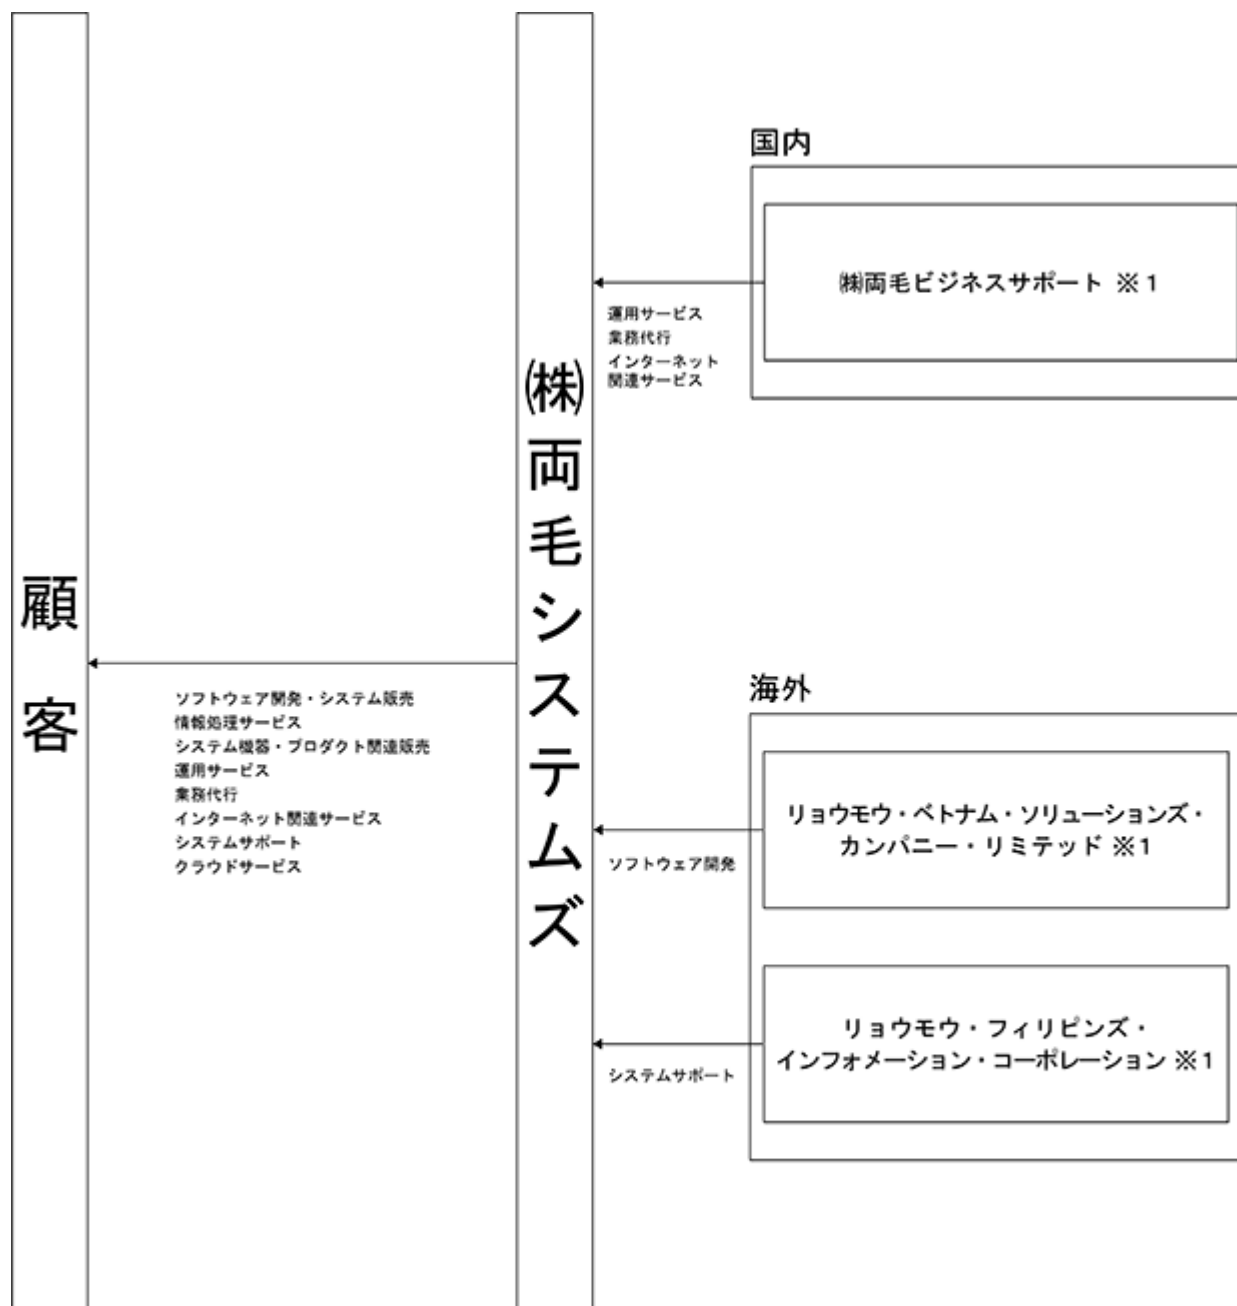 顧客
ソフトウェア開発・システム販売
情報処理サービス
システム機器・プロダクト関連販売
運用サービス
業務代行
インターネット関連サービス
システムサポート
クラウドサービス
㈱両毛システムズ
運用サービス
業務代行
インターネット
関連サービス
国内
㈱両毛ビジネスサポート ※1
ソフトウェア開発
海外
リョウモウ・ベトナム・ソリューションズ・
カンパニー・リミテッド ※1
システムサポート
リョウモウ・フィリピンズ・
インフォメーション・コーポレーション ※1